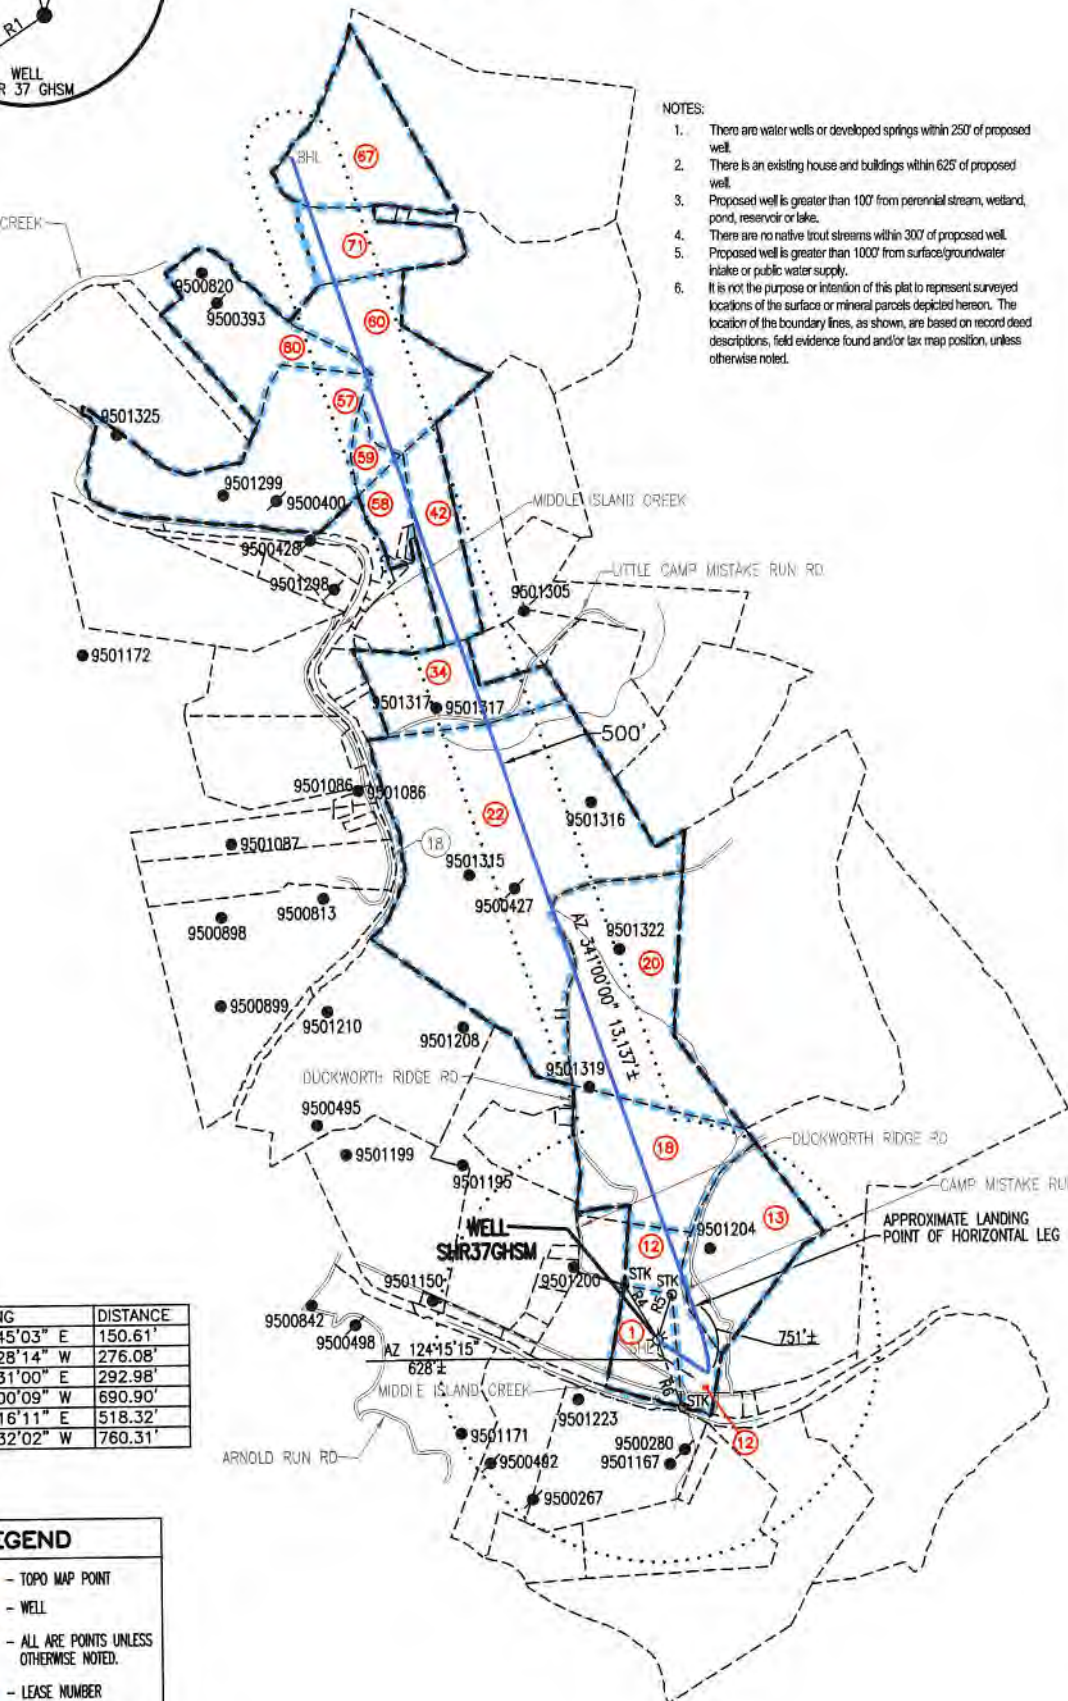 R1
WELL
R 37 GHSM
NOTES:
1. There are water wells or developed springs within 250' of proposed
well.
2. There is an existing house and buildings within 625' of proposed
well.
3. Proposed well is greater than 100' from perennial stream, wetland,
pond, reservoir or lake.
4. There are no native trout streams within 300' of proposed well.
5. Proposed well is greater than 1000' from surface/groundwater
intake or public water supply.
6. It is not the purpose or intention of this plat to represent surveyed
locations of the surface or mineral parcels depicted hereon. The
location of the boundary lines, as shown, are based on record deed
descriptions, field evidence found and/or tax map position, unless
otherwise noted.
BHL
67
CREEK
71
9500820
9500393
60
80
57
9501325
59
9501299
9500400
58
42
MIDDLE ISLAND CREEK
9500428
LITTLE CAMP MISTAKE RUN RD
9501298
9501305
9501172
34
9501317
9501317
500'
9501086
9501086
9501316
22
18
9501087
9501315
9500427
9500813
9500898
9501322
20
AZ 341°00'00" 13,137'±
9500899
9501210
9501208
9501319
DUCKWORTH RIDGE RD
9500495
DUCKWORTH RIDGE RD
9501199
18
9501195
CAMP MISTAKE RU
WELL
SHR37GHSM
13
12
9501204
APPROXIMATE LANDING
POINT OF HORIZONTAL LEG
9501200
STK
STK
R4
R5
9501150
9500842
9500498
1
SHL
751'±
AZ 124°45'15"
628'±
R6
MIDDLE ISLAND CREEK
STK
9501223
12
9501171
9500280
9501167
ARNOLD RUN RD
9500492
9500267
NG DISTANCE
45'03" E 150.61'
28'14" W 276.08'
31'00" E 292.98'
00'09" W 690.90'
16'11" E 518.32'
32'02" W 760.31'
EGEND
- TOPO MAP POINT
- WELL
- ALL ARE POINTS UNLESS
OTHERWISE NOTED.
- LEASE NUMBER